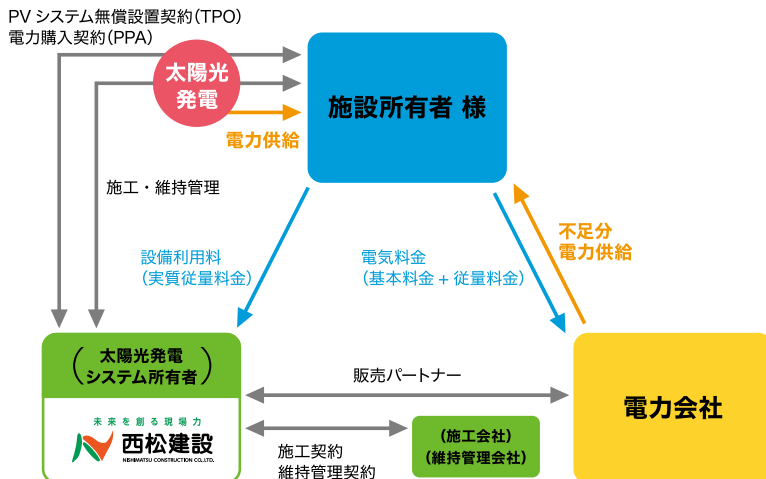 PVシステム無償設置契約(TPO)
電力購入契約(PPA)
太陽光
発電
施設所有者 様
電力供給
施工・維持管理
設備利用料
(実質従量料金)
電気料金
(基本料金+従量料金)
不足分
電力供給
(太陽光発電
システム所有者)
未来を創る現場力
西松建設
NISHIMATSU CONSTRUCTION CO.,LTD.
販売パートナー
施工契約
維持管理契約
(施工会社)
(維持管理会社)
電力会社